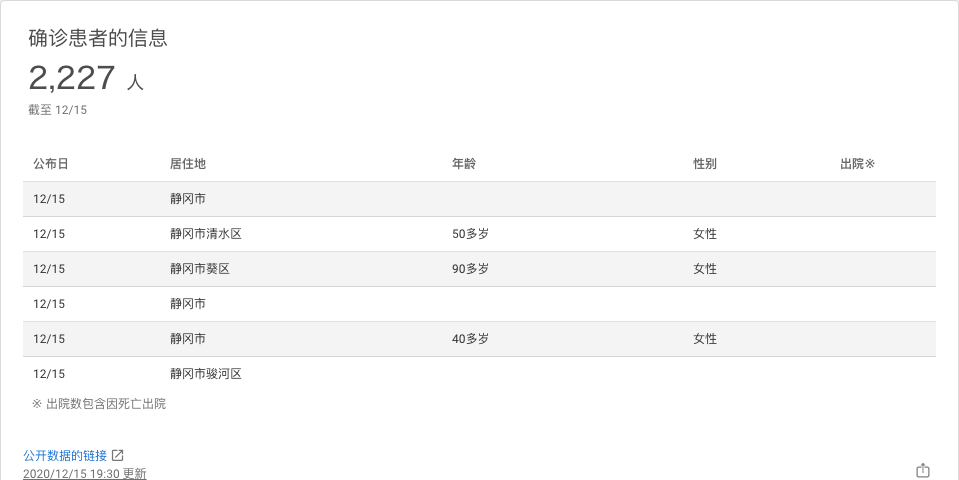 确诊患者的信息
2,227 人
截至 12/15
公布日 居住地 年龄 性别 出院※
12/15 静冈市
12/15 静冈市清水区 50多岁 女性
12/15 静冈市葵区 90多岁 女性
12/15 静冈市
12/15 静冈市 40多岁 女性
12/15 静冈市骏河区
※ 出院数包含因死亡出院
公开数据的链接
2020/12/15 19:30 更新